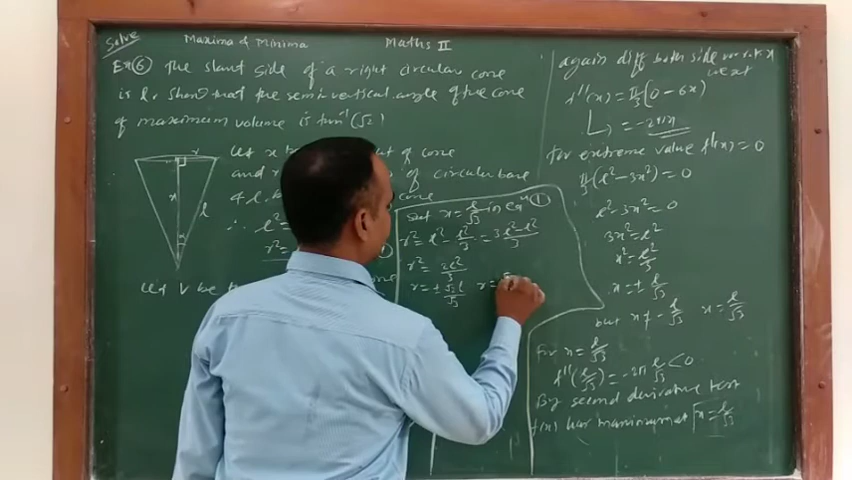 Solve
Maxima & Minima Maths II
Ex ⑥ The slant side of a right circular cone
is l. show that the semi vertical angle of the cone
of maximum volume is tan⁻¹(√2)
Let x of cone
and of circular base
& l cone
∴ l² =
r² =
Let V be
r
x
l
Put x = l/√3 in eqⁿ ①
r² = l² - l²/3 = 3l²-l²/3
r² = 2l²/3
r = ± √2 l/√3 r =
again diff both side w.r.to x
f''(x) = π/3 (0 - 6x)
= -2πx
for extreme value f'(x) = 0
π/3 (l² - 3x²) = 0
l² - 3x² = 0
3x² = l²
x² = l²/3
x = ± l/√3
but x ≠ - l/√3 x = l/√3
For x = l/√3
f''(l/√3) = -2π l/√3 < 0
By second derivative test
f(x) has maximum at x = l/√3